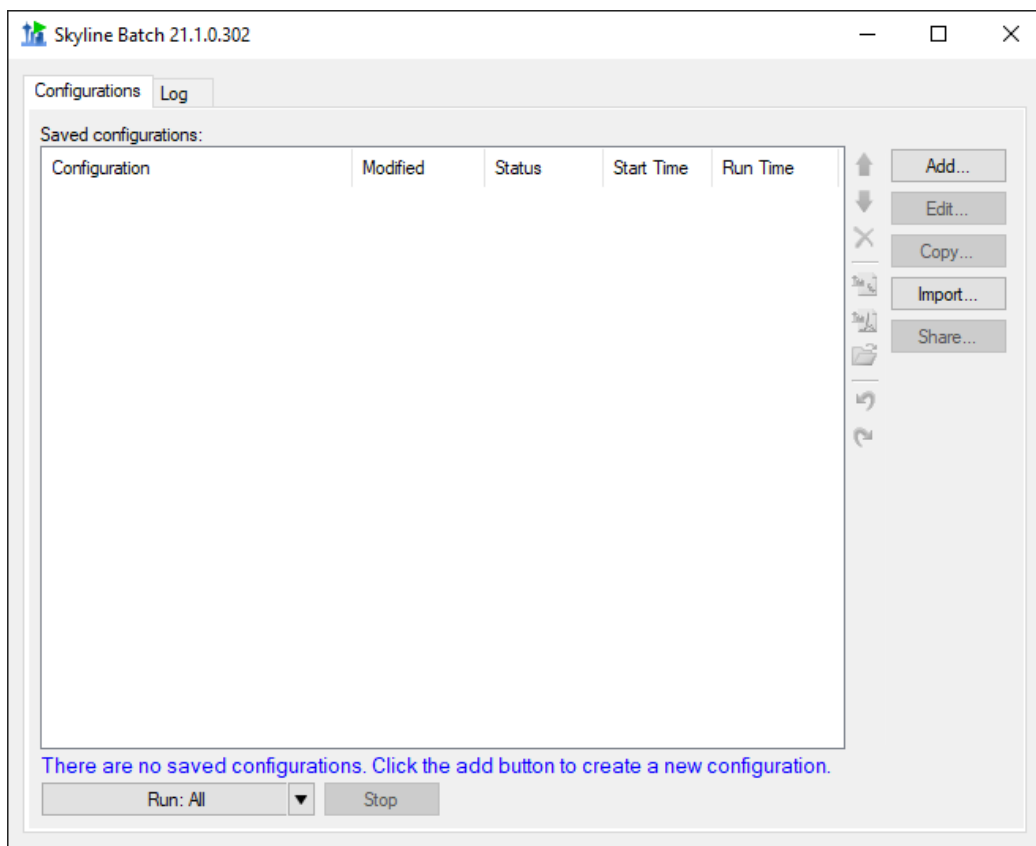 Skyline Batch 21.1.0.302
Configurations Log
Saved configurations:
Configuration Modified Status Start Time Run Time
Add...
Edit...
Copy...
Import...
Share...
There are no saved configurations. Click the add button to create a new configuration.
Run: All Stop